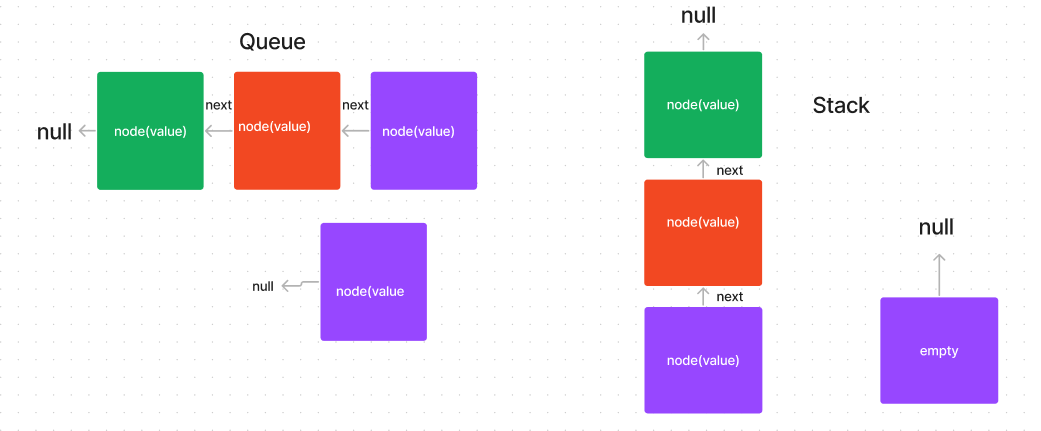 Queue
null
node(value)
next
node(value)
next
node(value)
null
node(value
null
node(value)
next
node(value)
next
node(value)
Stack
null
empty